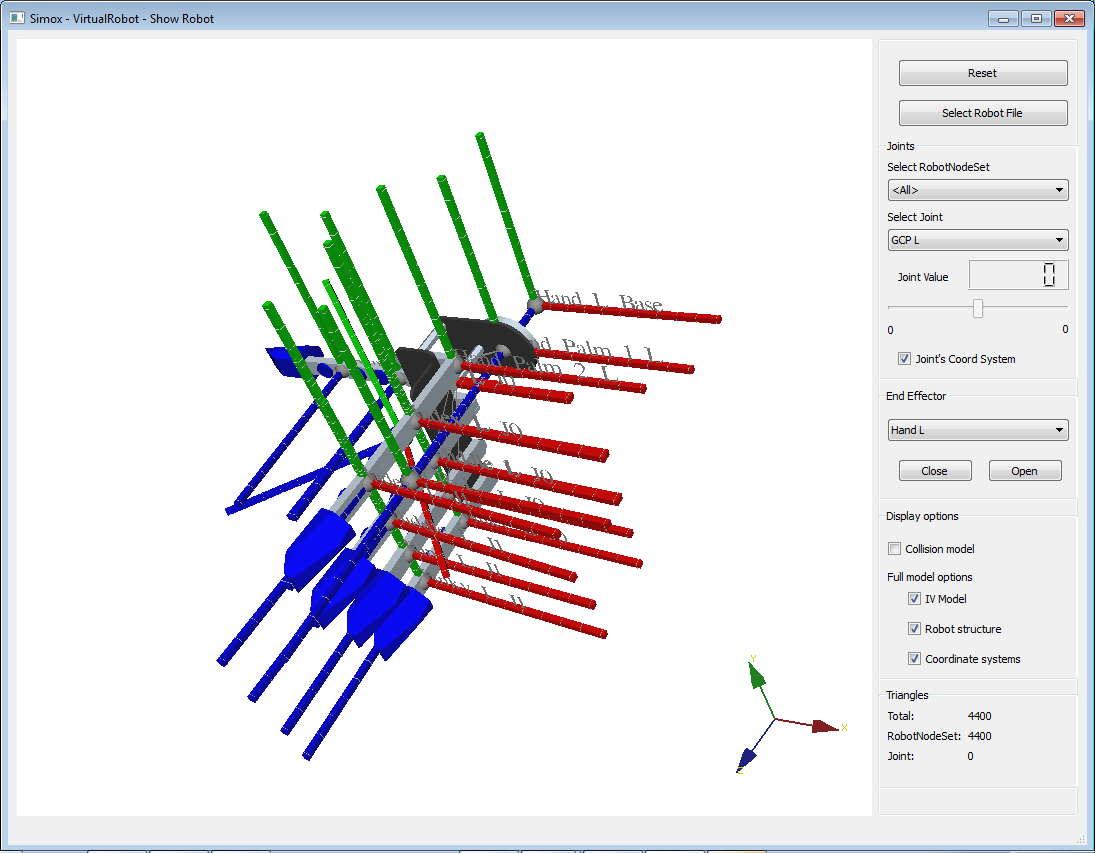 Simox - VirtualRobot - Show Robot
Reset
Select Robot File
Joints
Select RobotNodeSet
<All>
Select Joint
GCP L
Joint Value
0
0
0
Joint's Coord System
End Effector
Hand L
Close
Open
Display options
Collision model
Full model options
IV Model
Robot structure
Coordinate systems
Triangles
Total: 4400
RobotNodeSet: 4400
Joint: 0
Hand L Base
Palm 1 L
Palm 2 L
Y
X